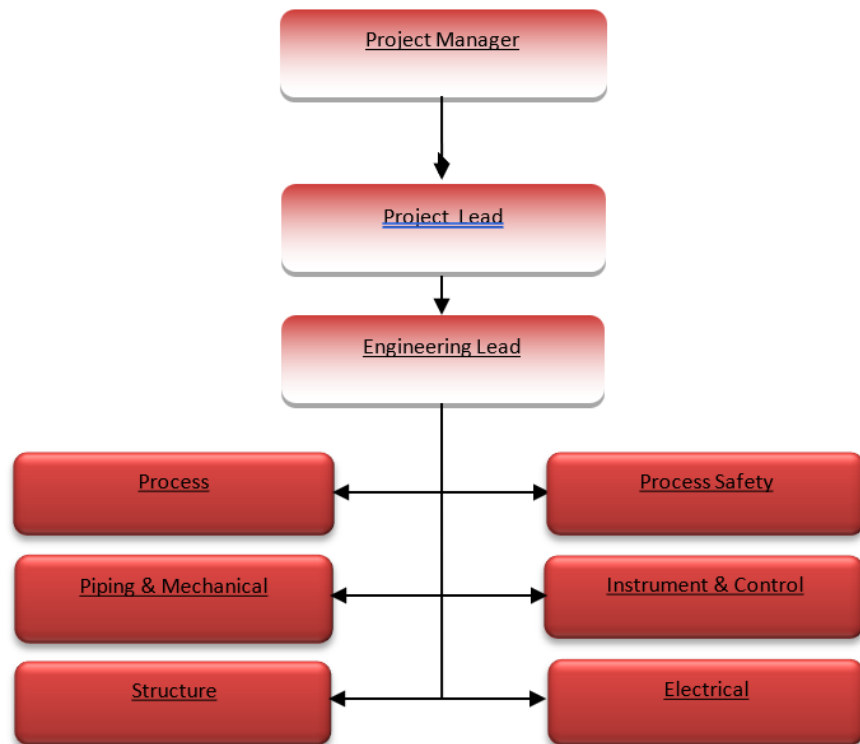 Project Manager
Project Lead
Engineering Lead
Process
Process Safety
Piping & Mechanical
Instrument & Control
Structure
Electrical